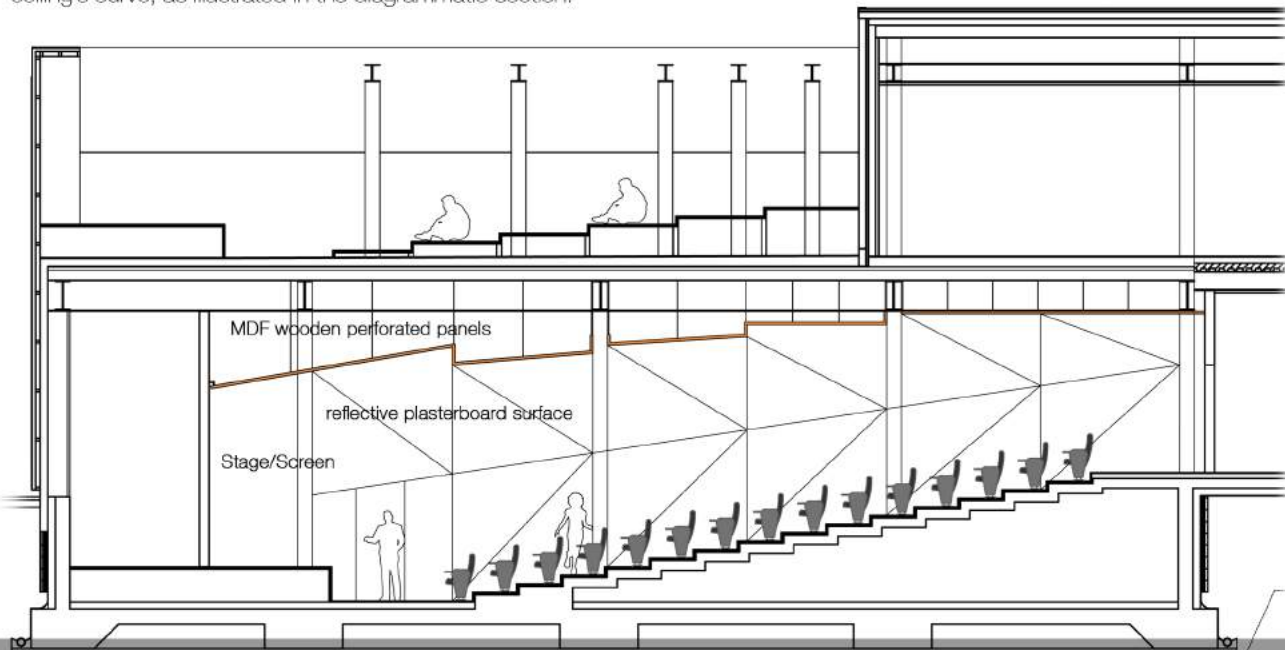 ceiling's curve, as illustrated in the diagrammatic section.
MDF wooden perforated panels
reflective plasterboard surface
Stage/Screen